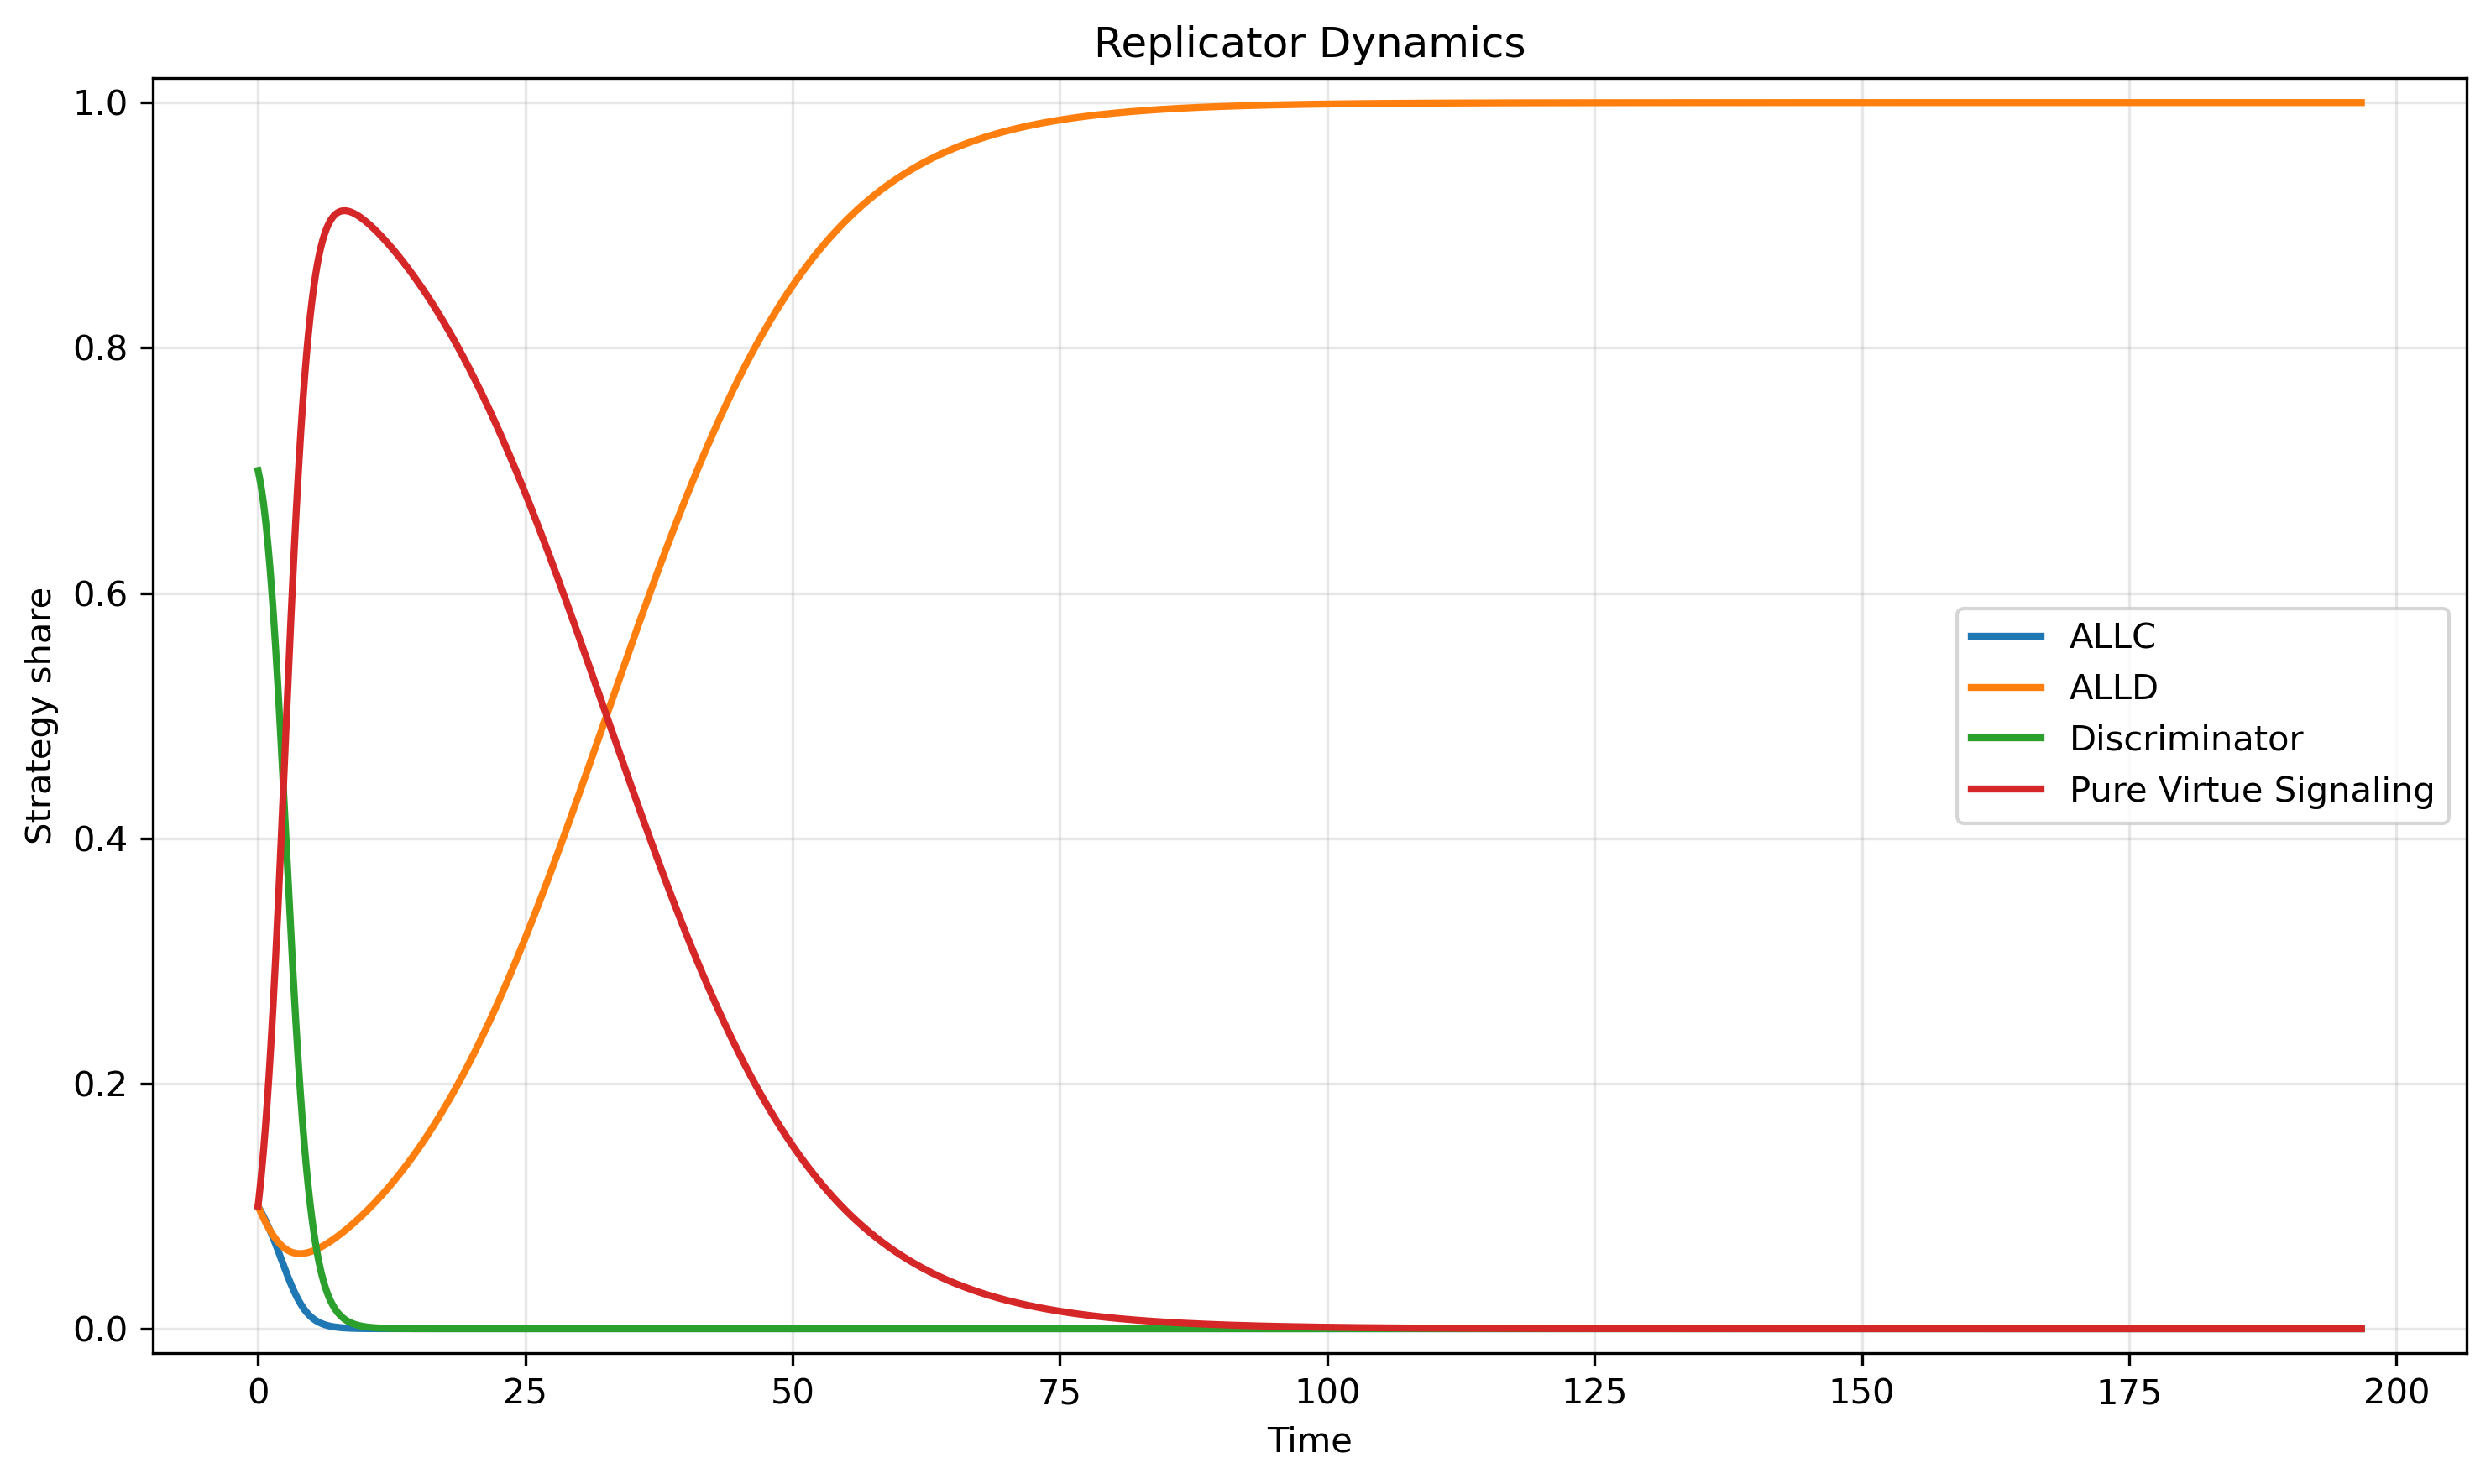 Replicator Dynamics
1.0
0.8
0.6
0.4
0.2
0.0
Strategy share
ALLC
ALLD
Discriminator
Pure Virtue Signaling
0 25 50 75 100 125 150 175 200
Time